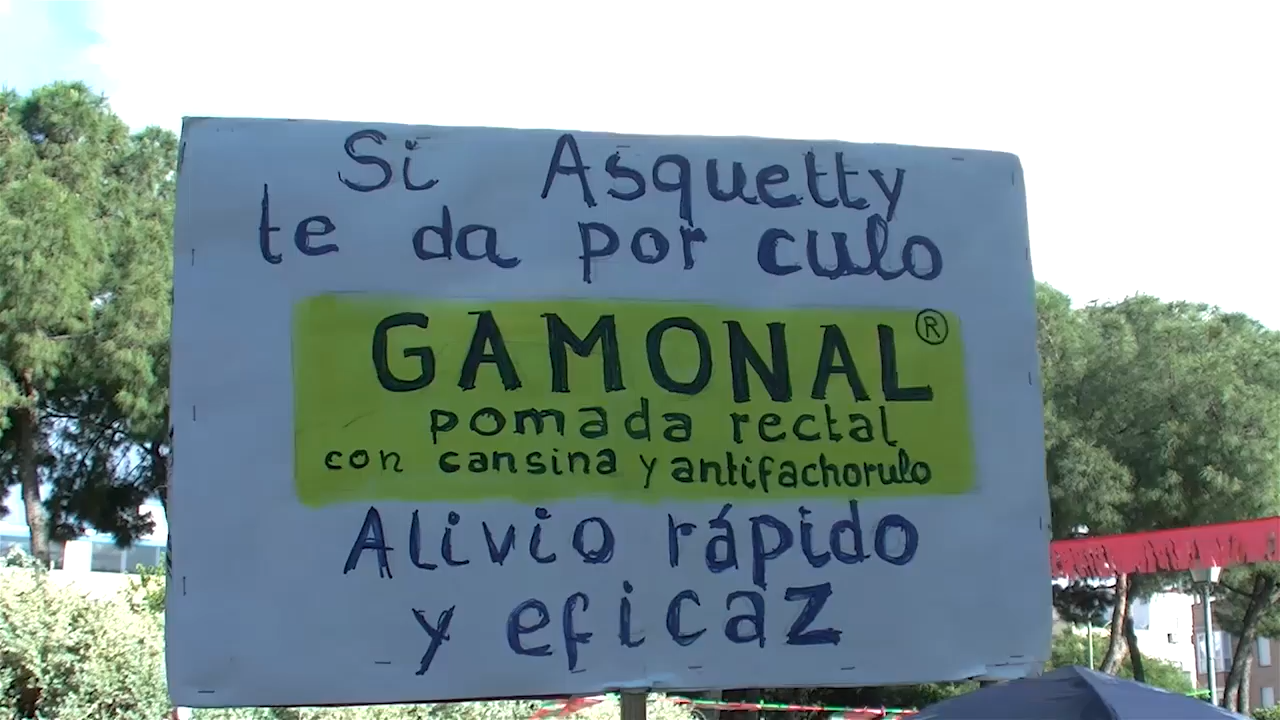 Si Asquetty
te da por culo
GAMONAL®
pomada rectal
con cansina y antifachorulo
Alivio rápido
y eficaz